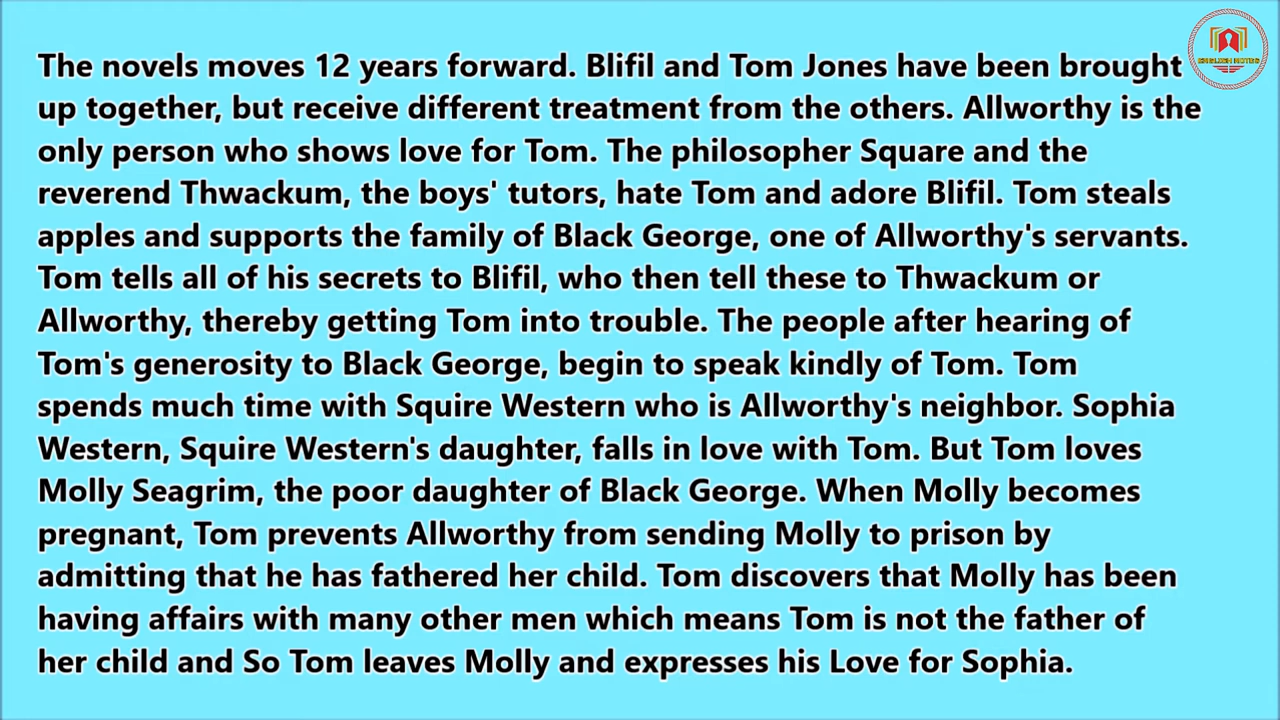 The novels moves 12 years forward. Blifil and Tom Jones have been brought
up together, but receive different treatment from the others. Allworthy is the
only person who shows love for Tom. The philosopher Square and the
reverend Thwackum, the boys' tutors, hate Tom and adore Blifil. Tom steals
apples and supports the family of Black George, one of Allworthy's servants.
Tom tells all of his secrets to Blifil, who then tell these to Thwackum or
Allworthy, thereby getting Tom into trouble. The people after hearing of
Tom's generosity to Black George, begin to speak kindly of Tom. Tom
spends much time with Squire Western who is Allworthy's neighbor. Sophia
Western, Squire Western's daughter, falls in love with Tom. But Tom loves
Molly Seagrim, the poor daughter of Black George. When Molly becomes
pregnant, Tom prevents Allworthy from sending Molly to prison by
admitting that he has fathered her child. Tom discovers that Molly has been
having affairs with many other men which means Tom is not the father of
her child and So Tom leaves Molly and expresses his Love for Sophia.
ENGLISH NOTES